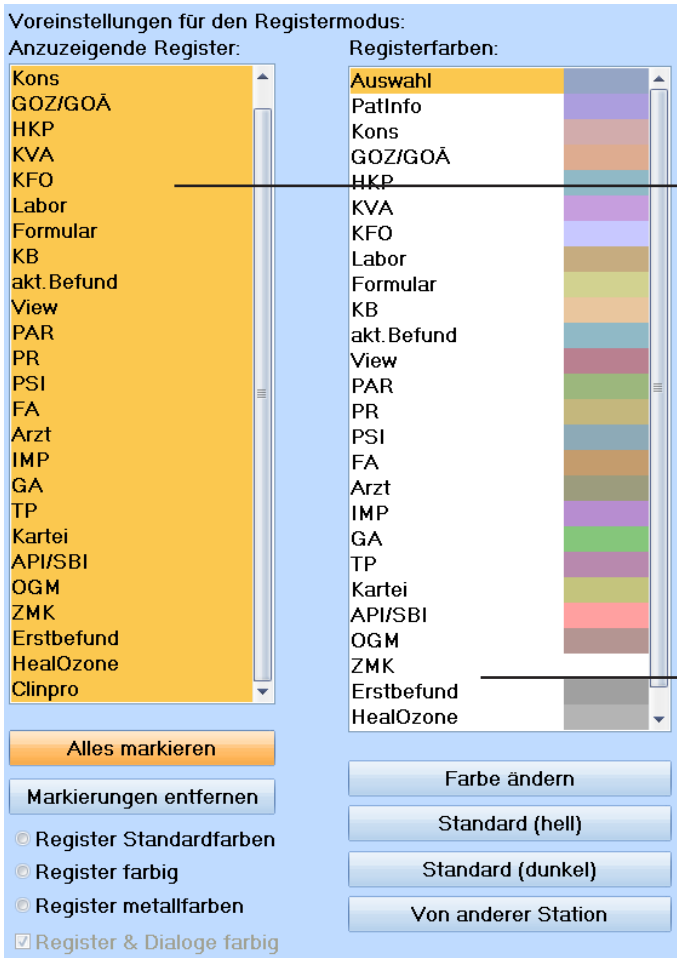 Voreinstellungen für den Registermodus:
Anzuzeigende Register:
Kons
GOZ/GOÄ
HKP
KVA
KFO
Labor
Formular
KB
akt.Befund
View
PAR
PR
PSI
FA
Arzt
IMP
GA
TP
Kartei
API/SBI
OGM
ZMK
Erstbefund
HealOzone
Clinpro
Alles markieren
Markierungen entfernen
Register Standardfarben
Register farbig
Register metallfarben
Register & Dialoge farbig
Registerfarben:
Auswahl
PatInfo
Kons
GOZ/GOÄ
HKP
KVA
KFO
Labor
Formular
KB
akt.Befund
View
PAR
PR
PSI
FA
Arzt
IMP
GA
TP
Kartei
API/SBI
OGM
ZMK
Erstbefund
HealOzone
Farbe ändern
Standard (hell)
Standard (dunkel)
Von anderer Station